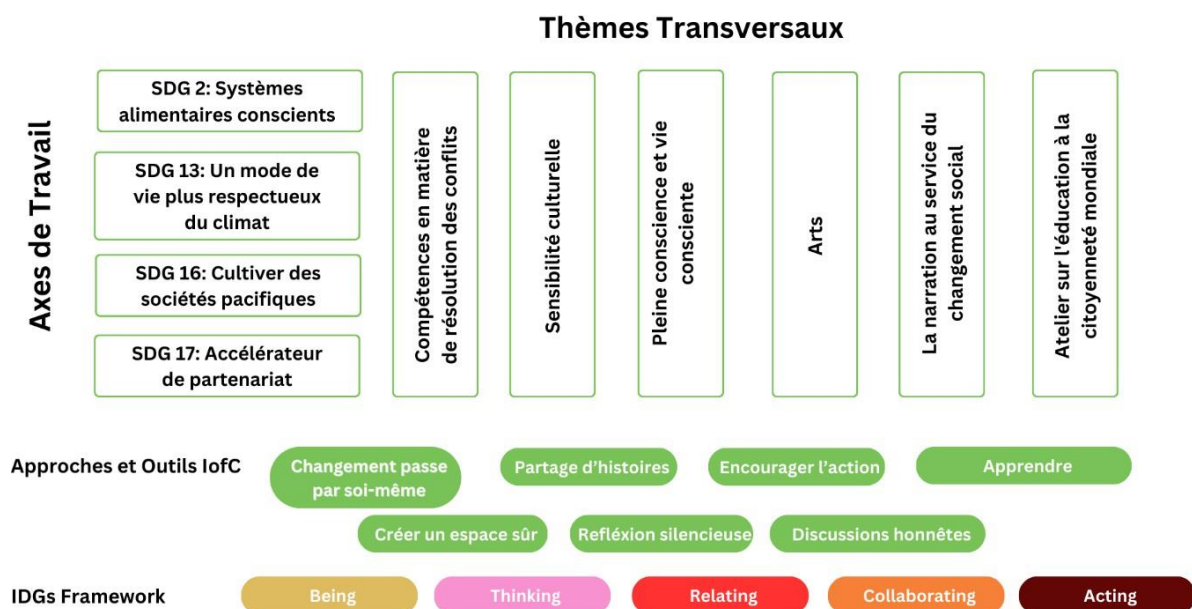 Thèmes Transversaux
Axes de Travail
SDG 2: Systèmes
alimentaires conscients
SDG 13: Un mode de
vie plus respectueux
du climat
SDG 16: Cultiver des
sociétés pacifiques
SDG 17: Accélérateur
de partenariat
Compétences en matière
de résolution des conflits
Sensibilité culturelle
Pleine conscience et vie
consciente
Arts
La narration au service du
changement social
Atelier sur l'éducation à la
citoyenneté mondiale
Approches et Outils IofC
Changement passe
par soi-même
Partage d'histoires
Encourager l'action
Apprendre
Créer un espace sûr
Refléxion silencieuse
Discussions honnêtes
IDGs Framework
Being
Thinking
Relating
Collaborating
Acting